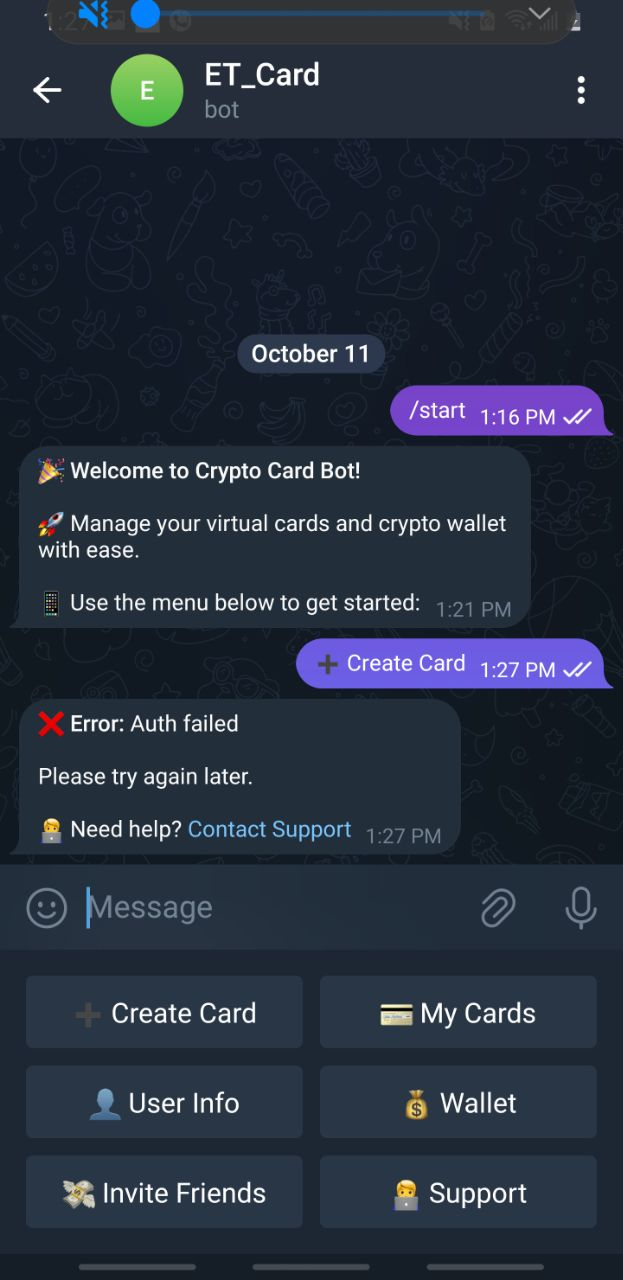 1:27
E
ET_Card
bot
October 11
/start 1:16 PM
🎉 Welcome to Crypto Card Bot!
🚀 Manage your virtual cards and crypto wallet
with ease.
📱 Use the menu below to get started: 1:21 PM
➕ Create Card 1:27 PM
❌ Error: Auth failed
Please try again later.
🧑‍💻 Need help? Contact Support 1:27 PM
Message
➕ Create Card
💳 My Cards
👤 User Info
💰 Wallet
💸 Invite Friends
🧑‍💻 Support